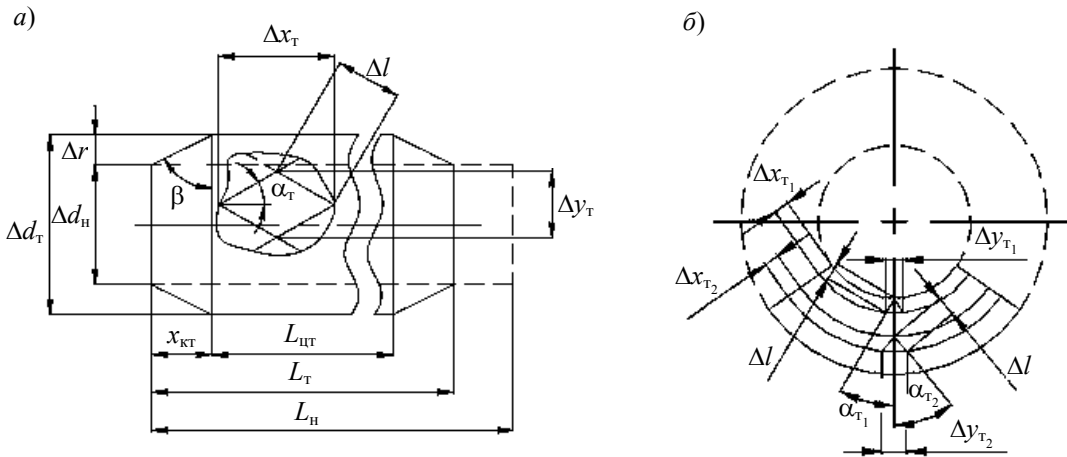 а)
Δxт
Δl
Δr
αт
β
Δdн
Δdт
Δyт
xкт
Lцт
Lт
Lн
б)
Δxт1
Δyт1
Δxт2
Δl
Δl
αт2
αт1
Δyт2